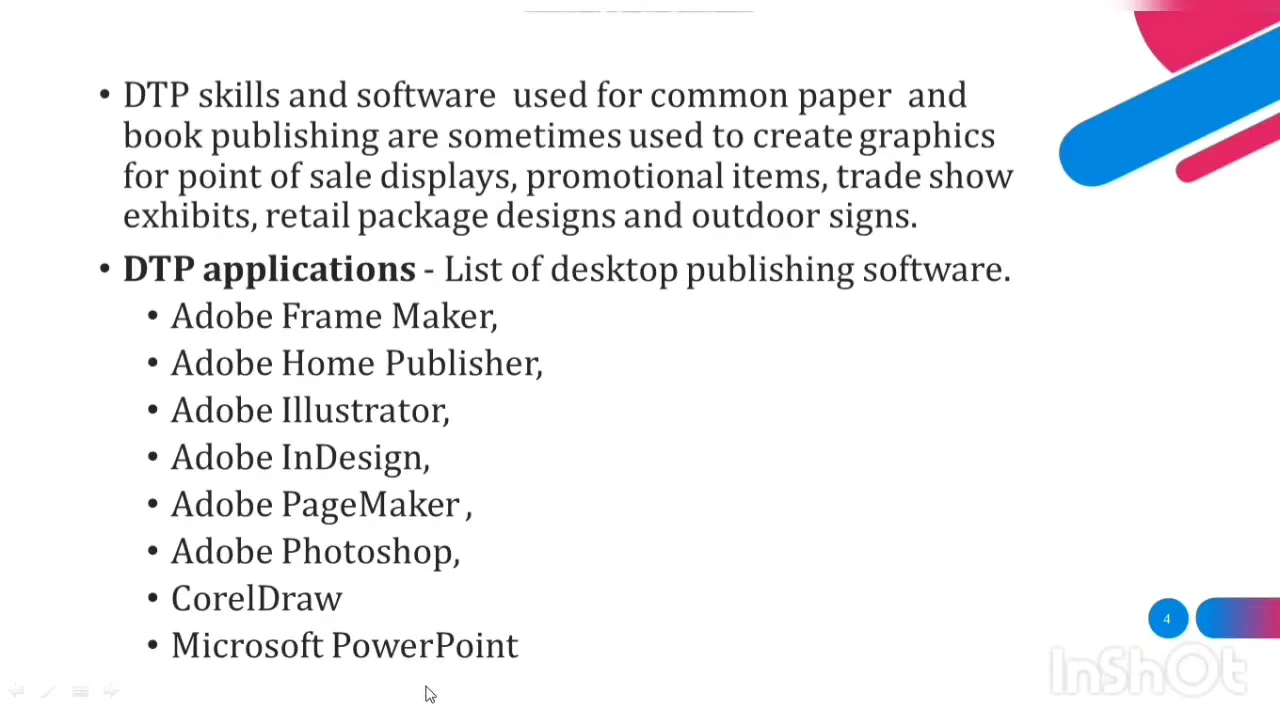 • DTP skills and software used for common paper and
book publishing are sometimes used to create graphics
for point of sale displays, promotional items, trade show
exhibits, retail package designs and outdoor signs.
• DTP applications - List of desktop publishing software.
• Adobe Frame Maker,
• Adobe Home Publisher,
• Adobe Illustrator,
• Adobe InDesign,
• Adobe PageMaker ,
• Adobe Photoshop,
• CorelDraw
• Microsoft PowerPoint
4
InShOt